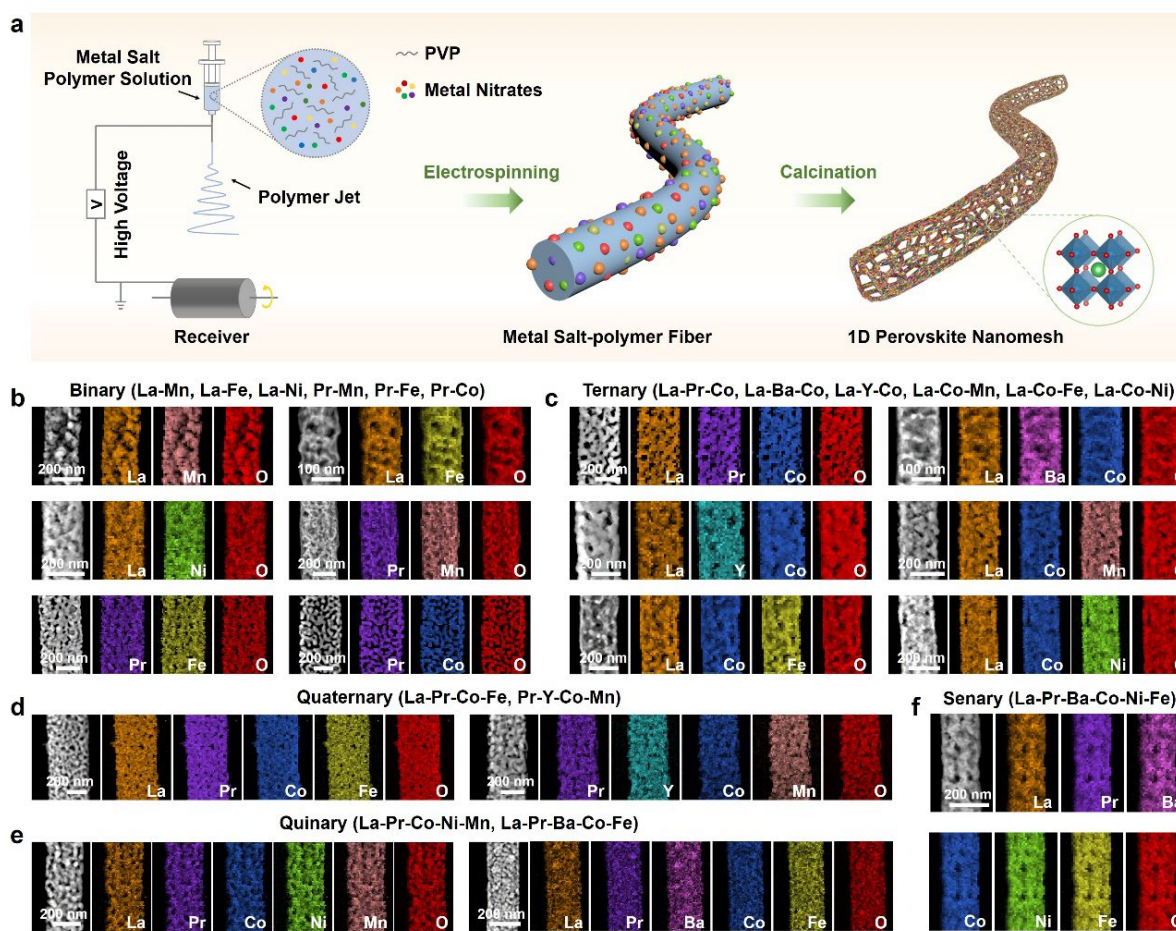 a
Metal Salt
Polymer Solution
PVP
Metal Nitrates
High Voltage
V
Polymer Jet
Receiver
Electrospinning
Metal Salt-polymer Fiber
Calcination
1D Perovskite Nanomesh
b
Binary (La-Mn, La-Fe, La-Ni, Pr-Mn, Pr-Fe, Pr-Co)
200 nm La Mn O
100 nm La Fe O
200 nm La Ni O
200 nm Pr Mn O
200 nm Pr Fe O
200 nm Pr Co O
c
Ternary (La-Pr-Co, La-Ba-Co, La-Y-Co, La-Co-Mn, La-Co-Fe, La-Co-Ni)
200 nm La Pr Co O
100 nm La Ba Co
200 nm La Y Co O
200 nm La Co Mn
200 nm La Co Fe O
200 nm La Co Ni
d
Quaternary (La-Pr-Co-Fe, Pr-Y-Co-Mn)
200 nm La Pr Co Fe O
200 nm Pr Y Co Mn O
e
Quinary (La-Pr-Co-Ni-Mn, La-Pr-Ba-Co-Fe)
200 nm La Pr Co Ni Mn O
200 nm La Pr Ba Co Fe O
f
Senary (La-Pr-Ba-Co-Ni-Fe)
200 nm La Pr Ba
Co Ni Fe